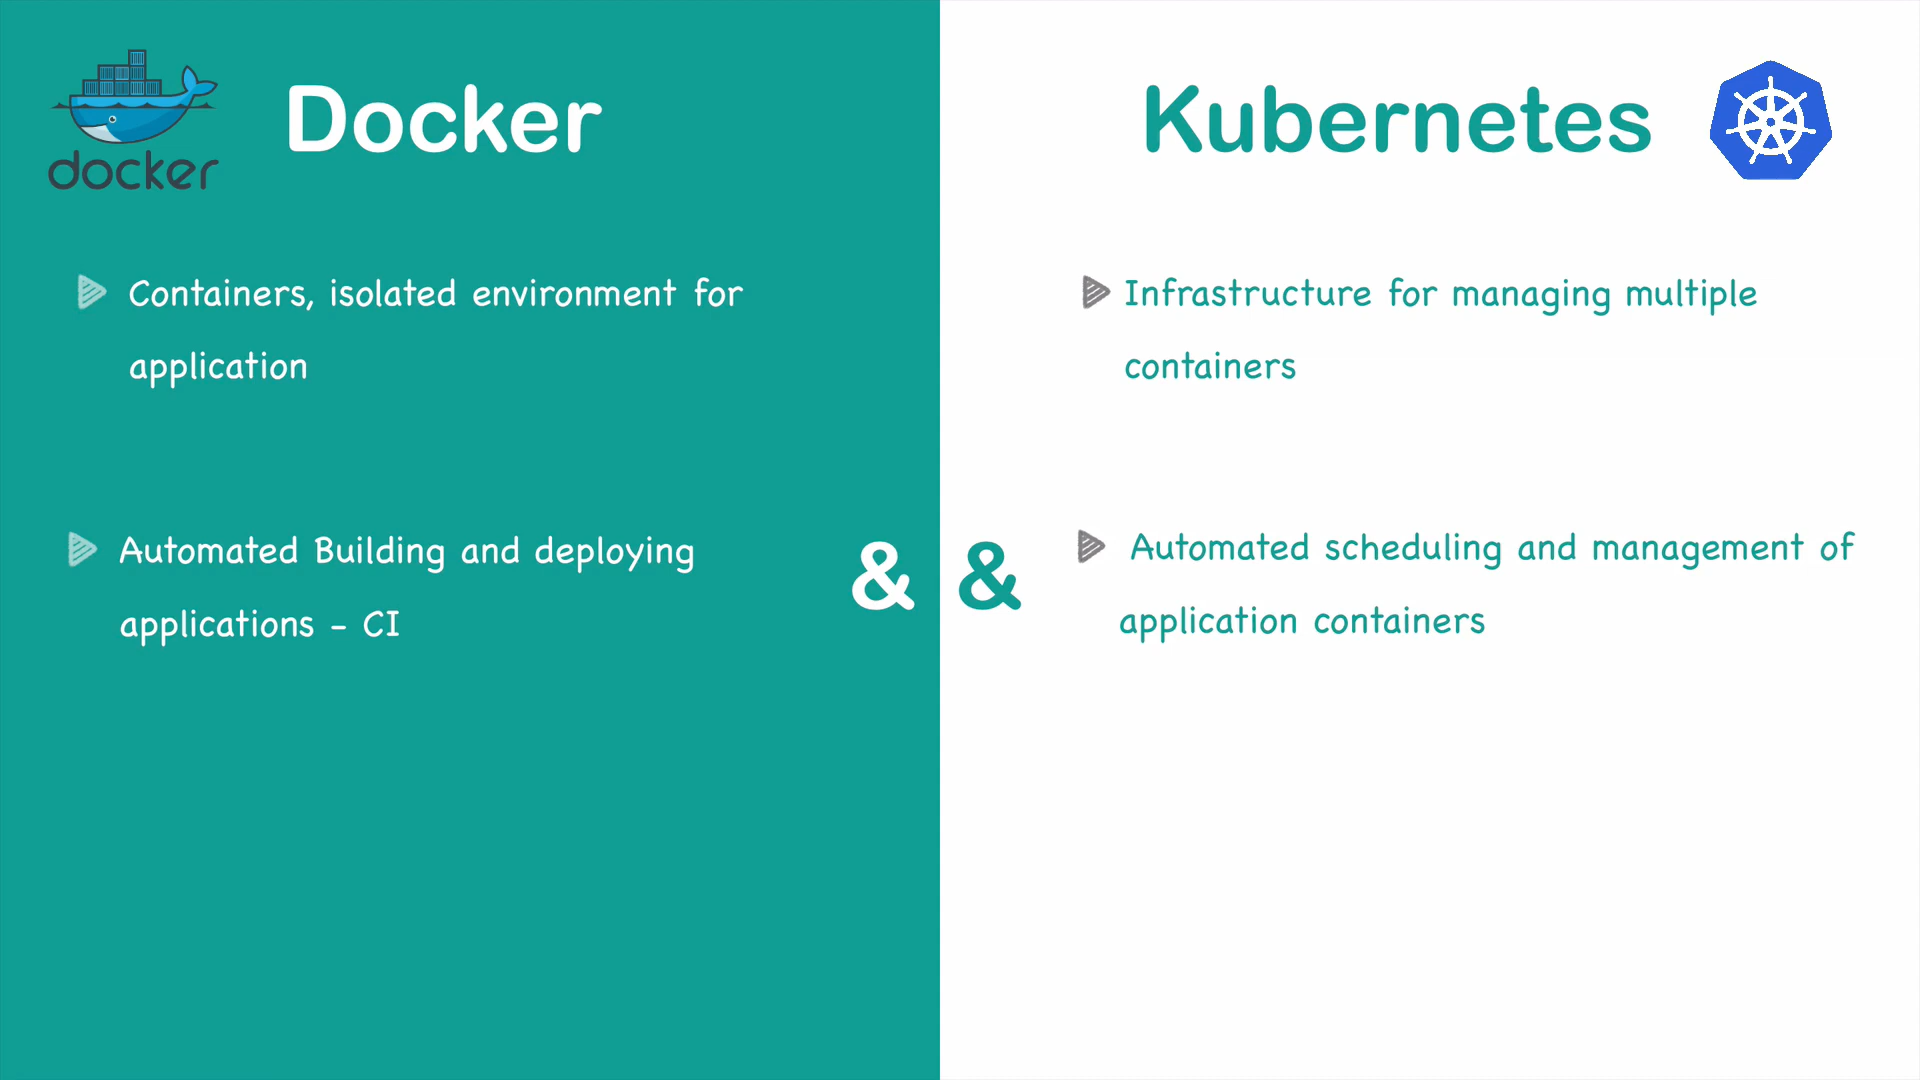 docker
Docker
Containers, isolated environment for
application
Automated Building and deploying
applications - CI
&
&
Kubernetes
Infrastructure for managing multiple
containers
Automated scheduling and management of
application containers